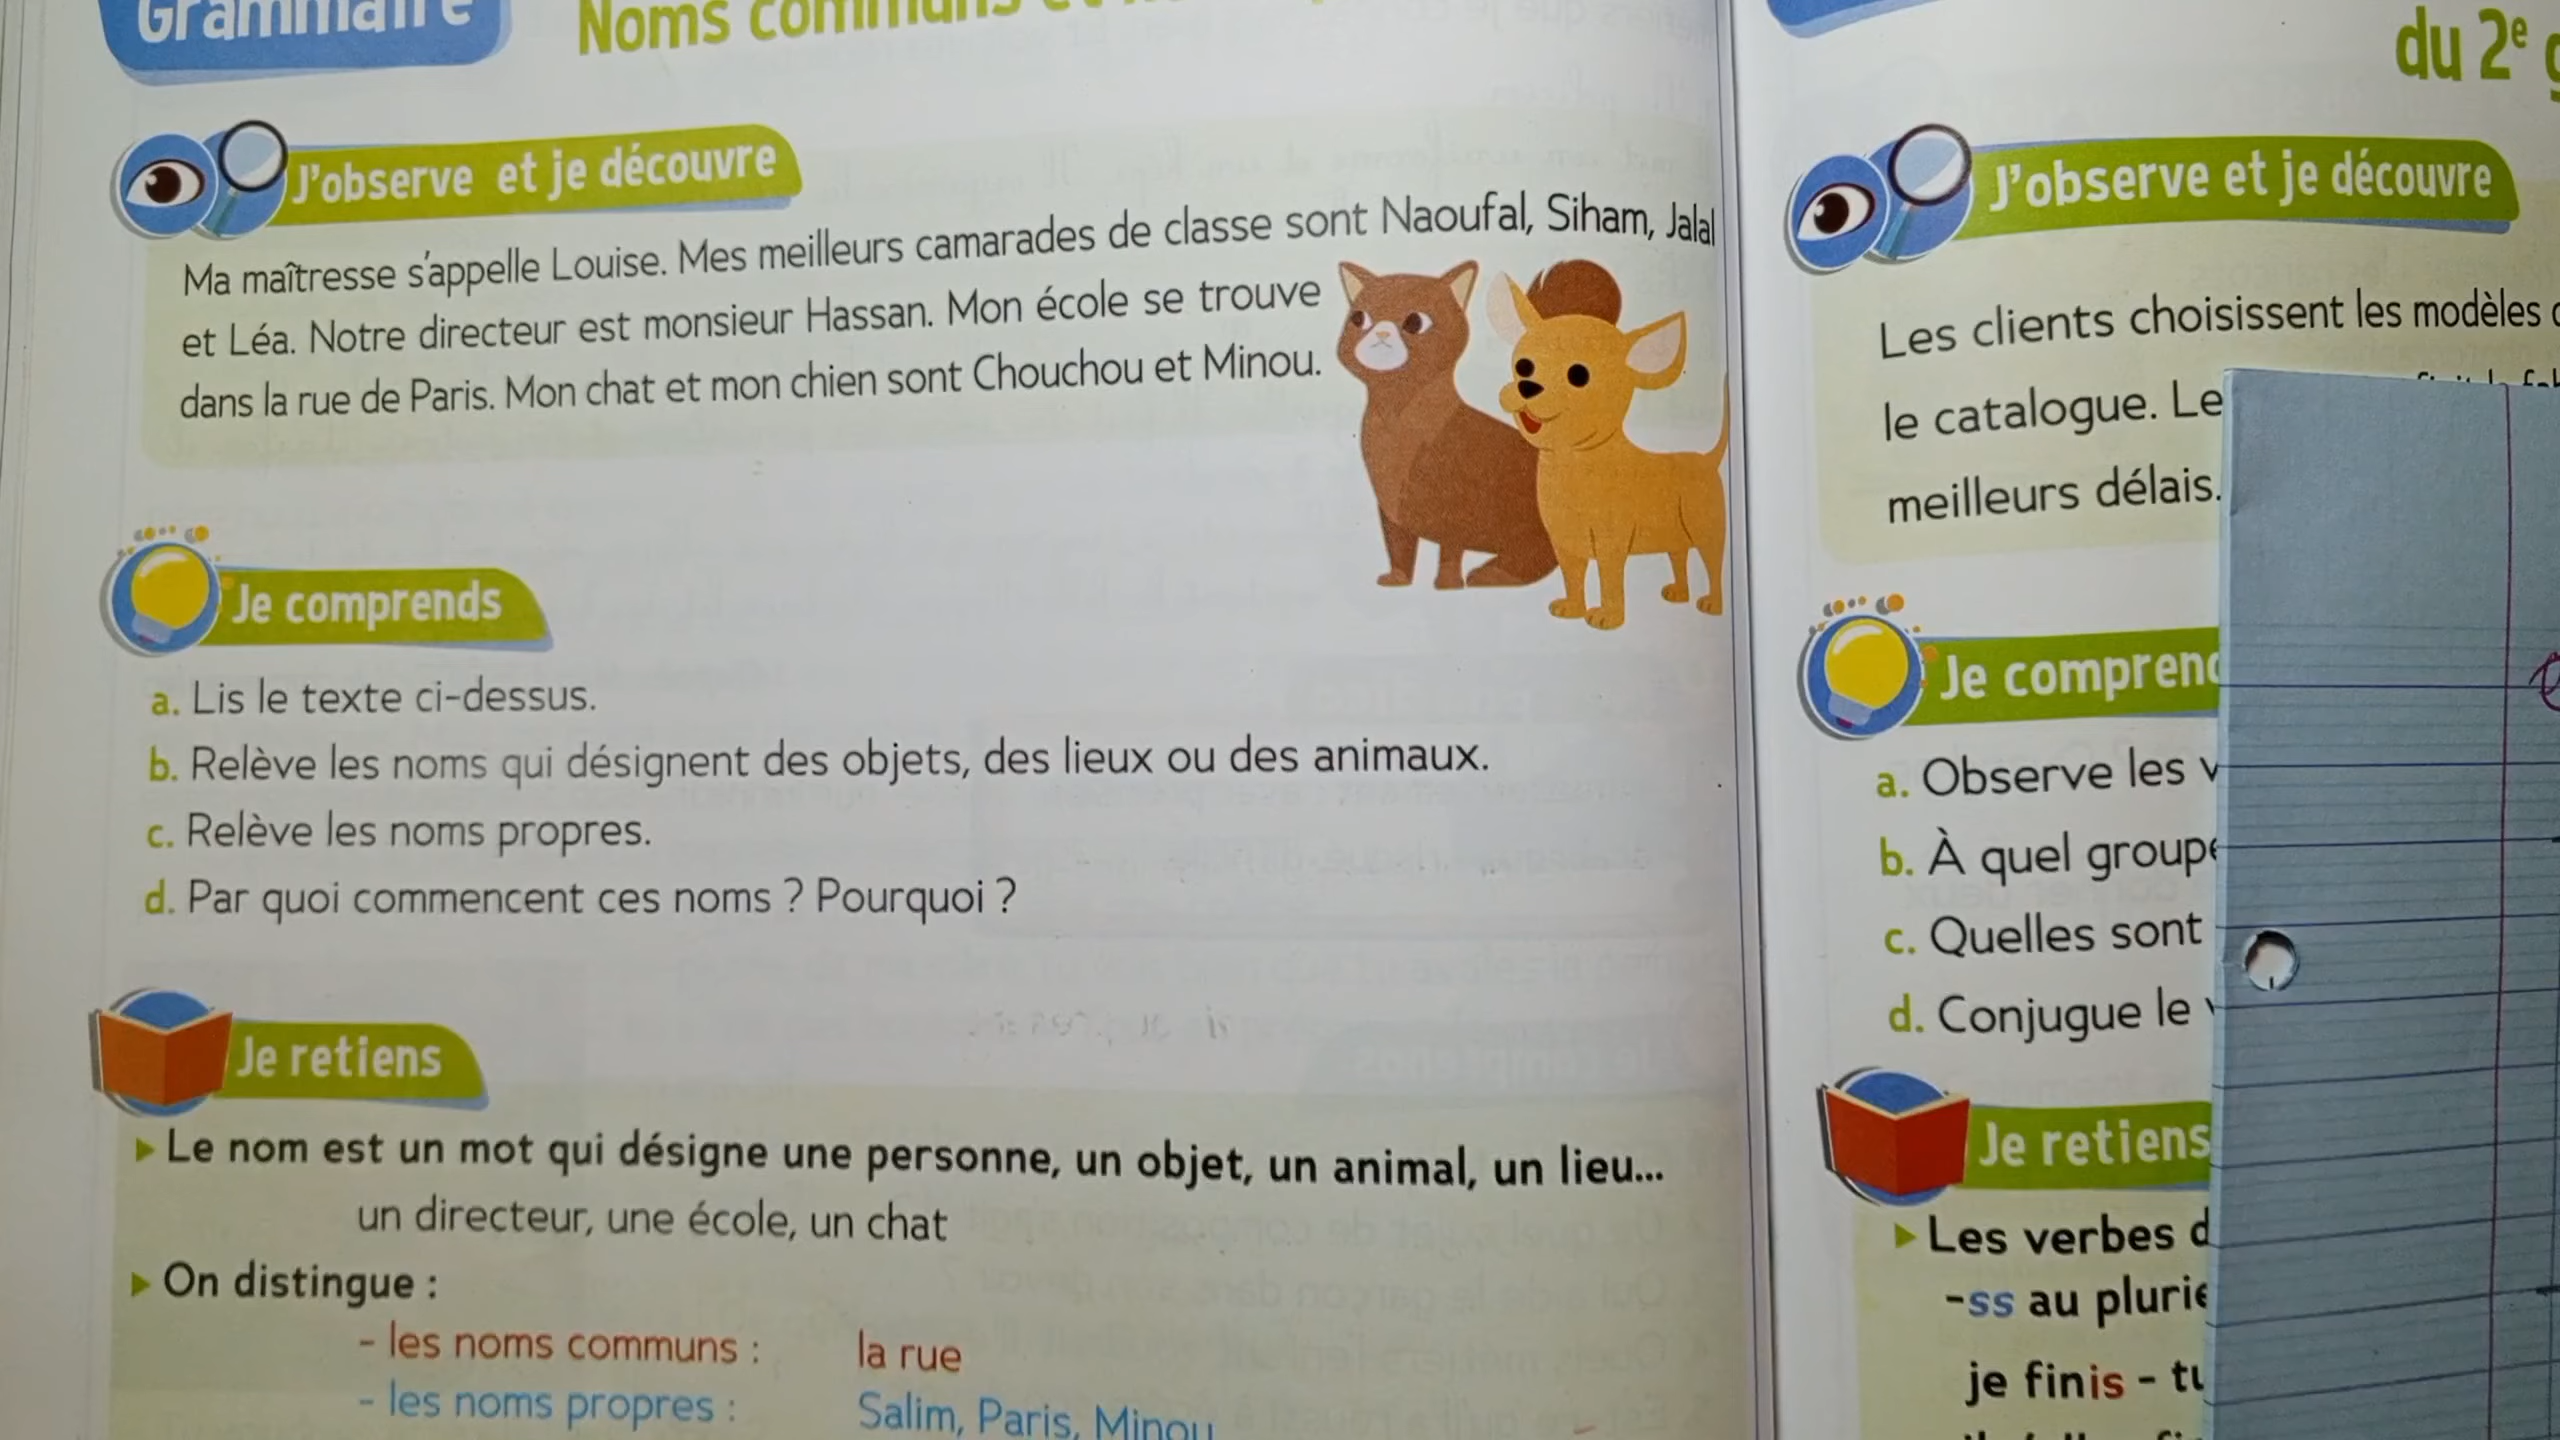 Grammaire
Noms communs et
J'observe et je découvre
Ma maîtresse s'appelle Louise. Mes meilleurs camarades de classe sont Naoufal, Siham, Jalal
et Léa. Notre directeur est monsieur Hassan. Mon école se trouve
dans la rue de Paris. Mon chat et mon chien sont Chouchou et Minou.
Je comprends
a. Lis le texte ci-dessus.
b. Relève les noms qui désignent des objets, des lieux ou des animaux.
c. Relève les noms propres.
d. Par quoi commencent ces noms ? Pourquoi ?
Je retiens
Le nom est un mot qui désigne une personne, un objet, un animal, un lieu...
un directeur, une école, un chat
On distingue :
- les noms communs : la rue
- les noms propres : Salim, Paris, Minou
du 2e g
J'observe et je découvre
Les clients choisissent les modèles
le catalogue. Le
meilleurs délais.
Je comprend
a. Observe les v
b. À quel groupe
c. Quelles sont
d. Conjugue le
Je retiens
Les verbes d
-ss au plurie
je finis - tu